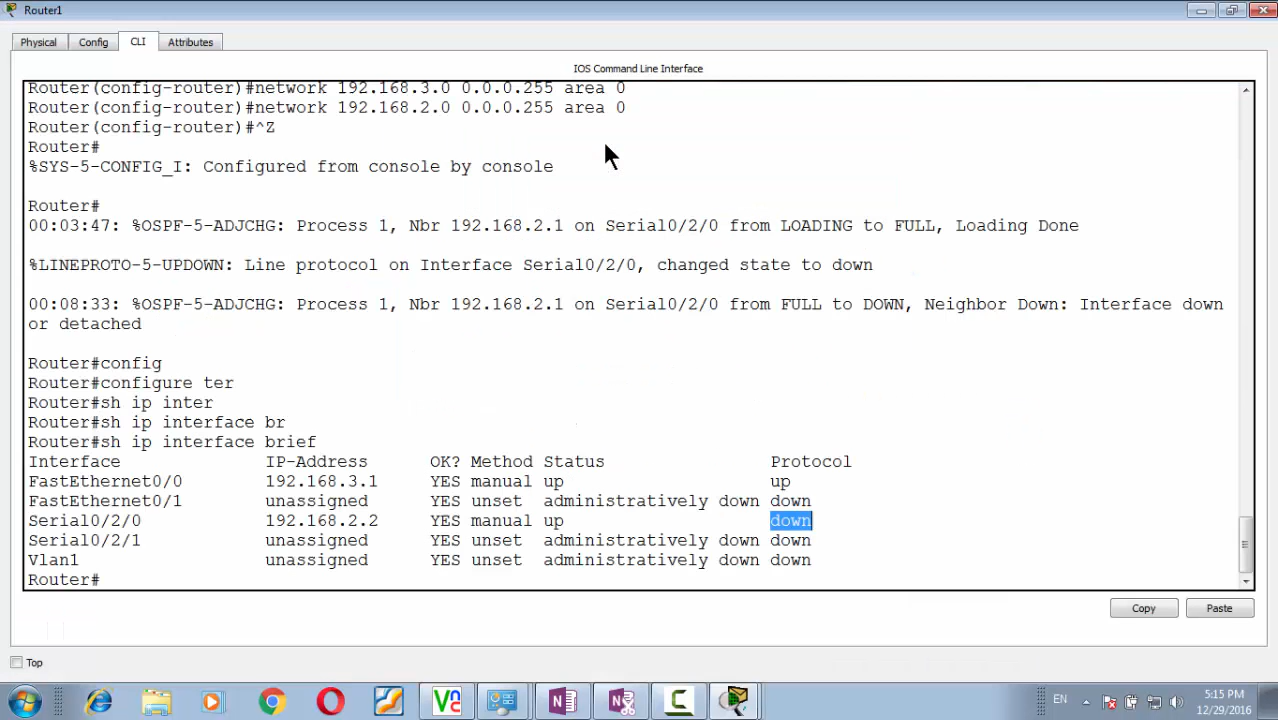 Router1
Physical Config CLI Attributes
IOS Command Line Interface
Router(config-router)#network 192.168.3.0 0.0.0.255 area 0
Router(config-router)#network 192.168.2.0 0.0.0.255 area 0
Router(config-router)#^Z
Router#
%SYS-5-CONFIG_I: Configured from console by console
Router#
00:03:47: %OSPF-5-ADJCHG: Process 1, Nbr 192.168.2.1 on Serial0/2/0 from LOADING to FULL, Loading Done
%LINEPROTO-5-UPDOWN: Line protocol on Interface Serial0/2/0, changed state to down
00:08:33: %OSPF-5-ADJCHG: Process 1, Nbr 192.168.2.1 on Serial0/2/0 from FULL to DOWN, Neighbor Down: Interface down
or detached
Router#config
Router#configure ter
Router#sh ip inter
Router#sh ip interface br
Router#sh ip interface brief
Interface IP-Address OK? Method Status Protocol
FastEthernet0/0 192.168.3.1 YES manual up up
FastEthernet0/1 unassigned YES unset administratively down down
Serial0/2/0 192.168.2.2 YES manual up down
Serial0/2/1 unassigned YES unset administratively down down
Vlan1 unassigned YES unset administratively down down
Router#
Copy Paste
Top
EN
5:15 PM
12/29/2016